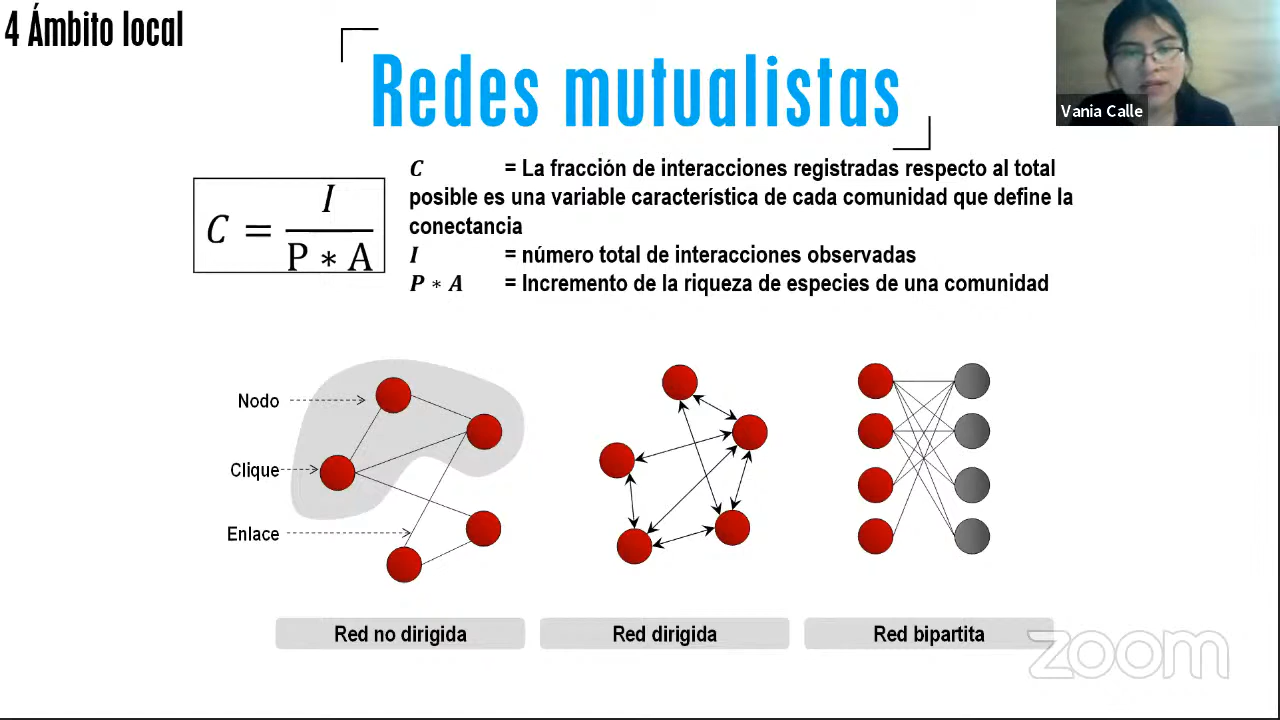 4 Ámbito local
Redes mutualistas
Vania Calle
C = I / P ∗ A
C = La fracción de interacciones registradas respecto al total
posible es una variable característica de cada comunidad que define la
conectancia
I = número total de interacciones observadas
P ∗ A = Incremento de la riqueza de especies de una comunidad
Nodo
Clique
Enlace
Red no dirigida
Red dirigida
Red bipartita
zoom